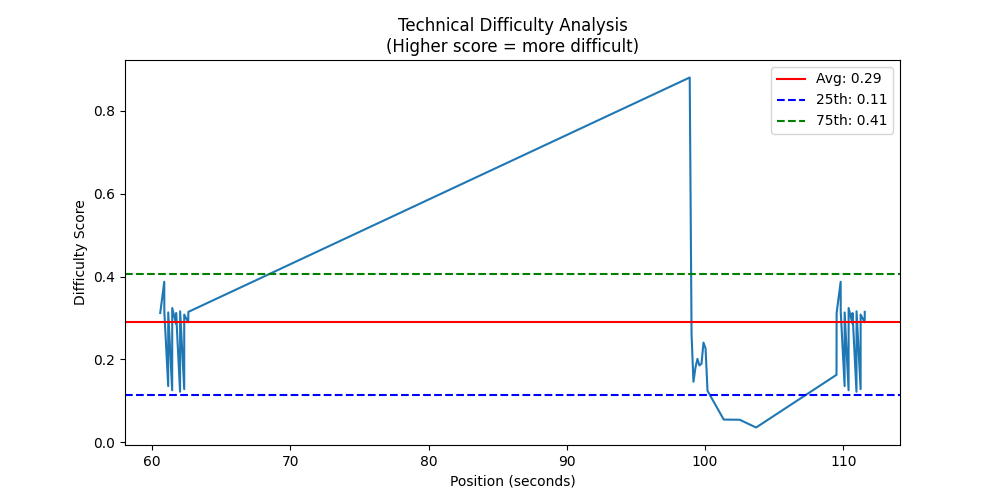 Technical Difficulty Analysis
(Higher score = more difficult)
Avg: 0.29
25th: 0.11
75th: 0.41
Difficulty Score
0.8
0.6
0.4
0.2
0.0
60
70
80
90
100
110
Position (seconds)